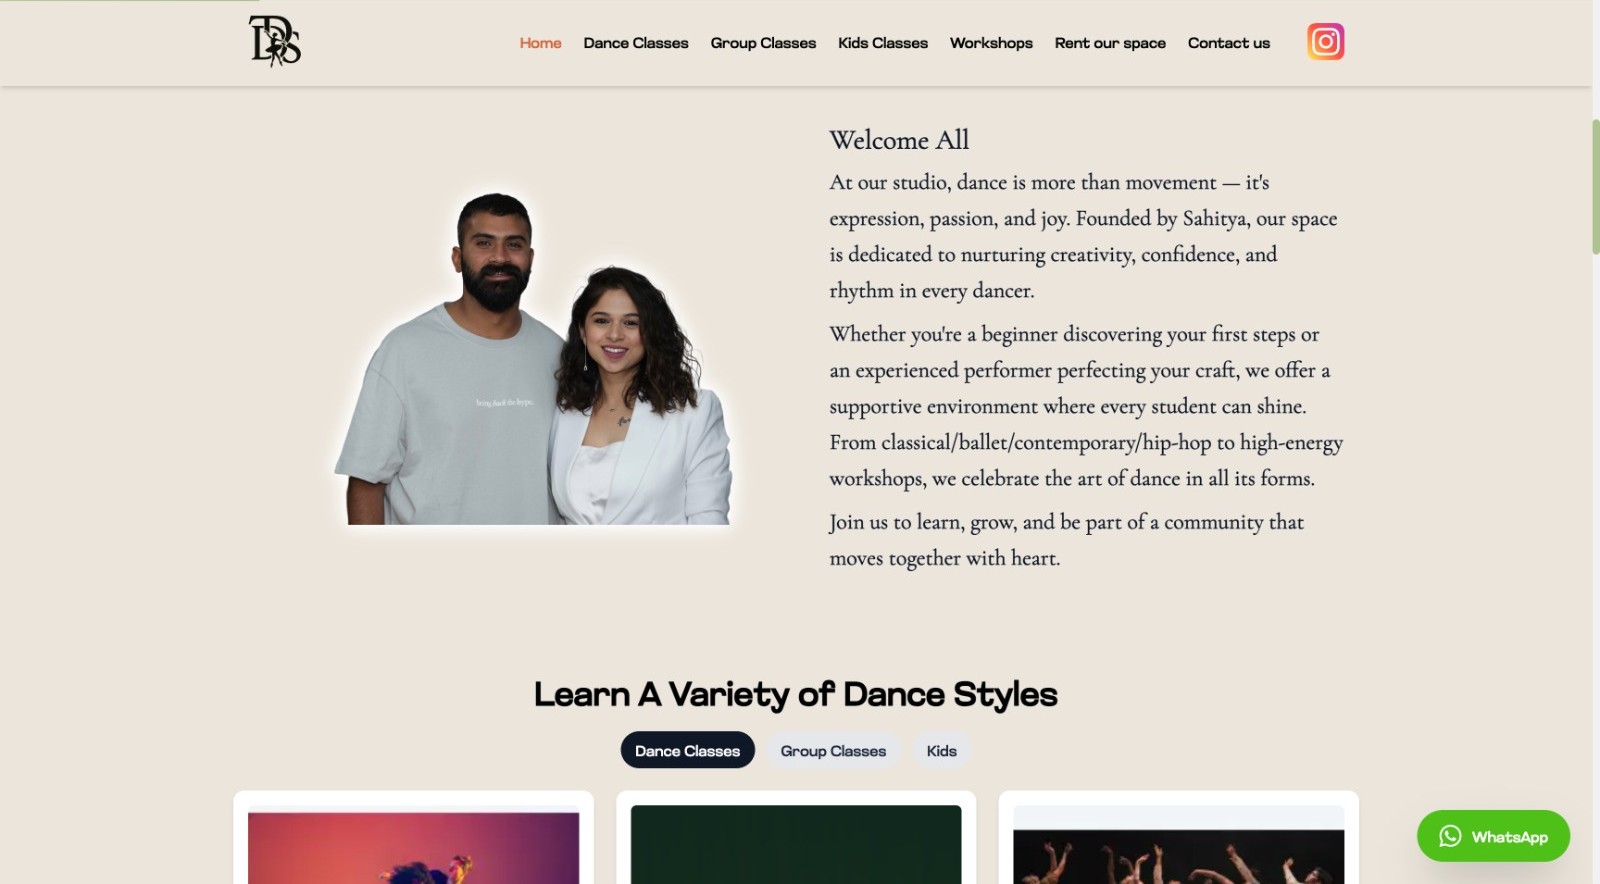 TDS
Home Dance Classes Group Classes Kids Classes Workshops Rent our space Contact us
Welcome All
At our studio, dance is more than movement — it's
expression, passion, and joy. Founded by Sahitya, our space
is dedicated to nurturing creativity, confidence, and
rhythm in every dancer.
Whether you're a beginner discovering your first steps or
an experienced performer perfecting your craft, we offer a
supportive environment where every student can shine.
From classical/ballet/contemporary/hip-hop to high-energy
workshops, we celebrate the art of dance in all its forms.
Join us to learn, grow, and be part of a community that
moves together with heart.
Learn A Variety of Dance Styles
Dance Classes Group Classes Kids
WhatsApp